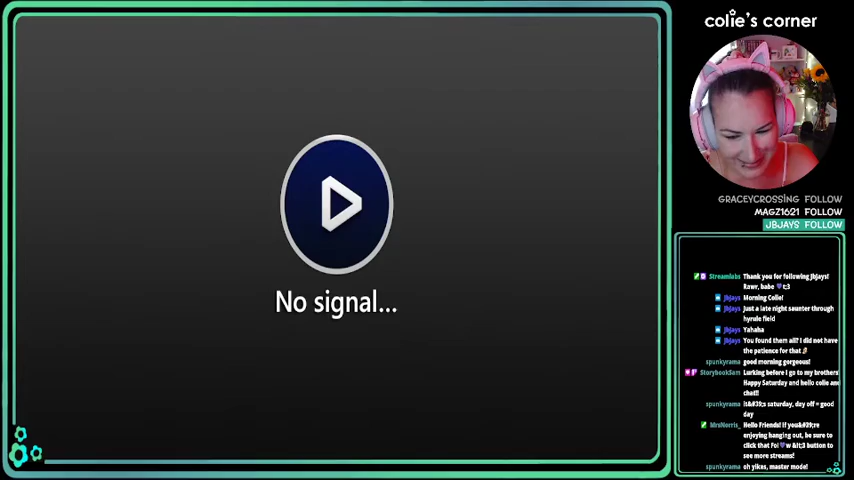 colie's corner
No signal...
GRACEYCROSSING FOLLOW
MAGZ1621 FOLLOW
JBJAYS FOLLOW
Streamlabs Thank you for following Jbjays!
Rawr, babe 💜t;3
Jbjays Morning Colie!
Jbjays Just a late night saunter through
hyrule field
Jbjays Yahaha
Jbjays You found them all? I did not have
the patience for that
spunkyrama good morning gorgeous!
StorybookSam Lurking before I go to my brothers!
Happy Saturday and hello colie and
chat!!
spunkyrama it&#39;s saturday, day off = good
day
MrsNorris_ Hello Friends! If you&#39;re
enjoying hanging out, be sure to
click that Fol💜w &lt;3 button to
see more streams!
spunkyrama oh yikes, master mode!